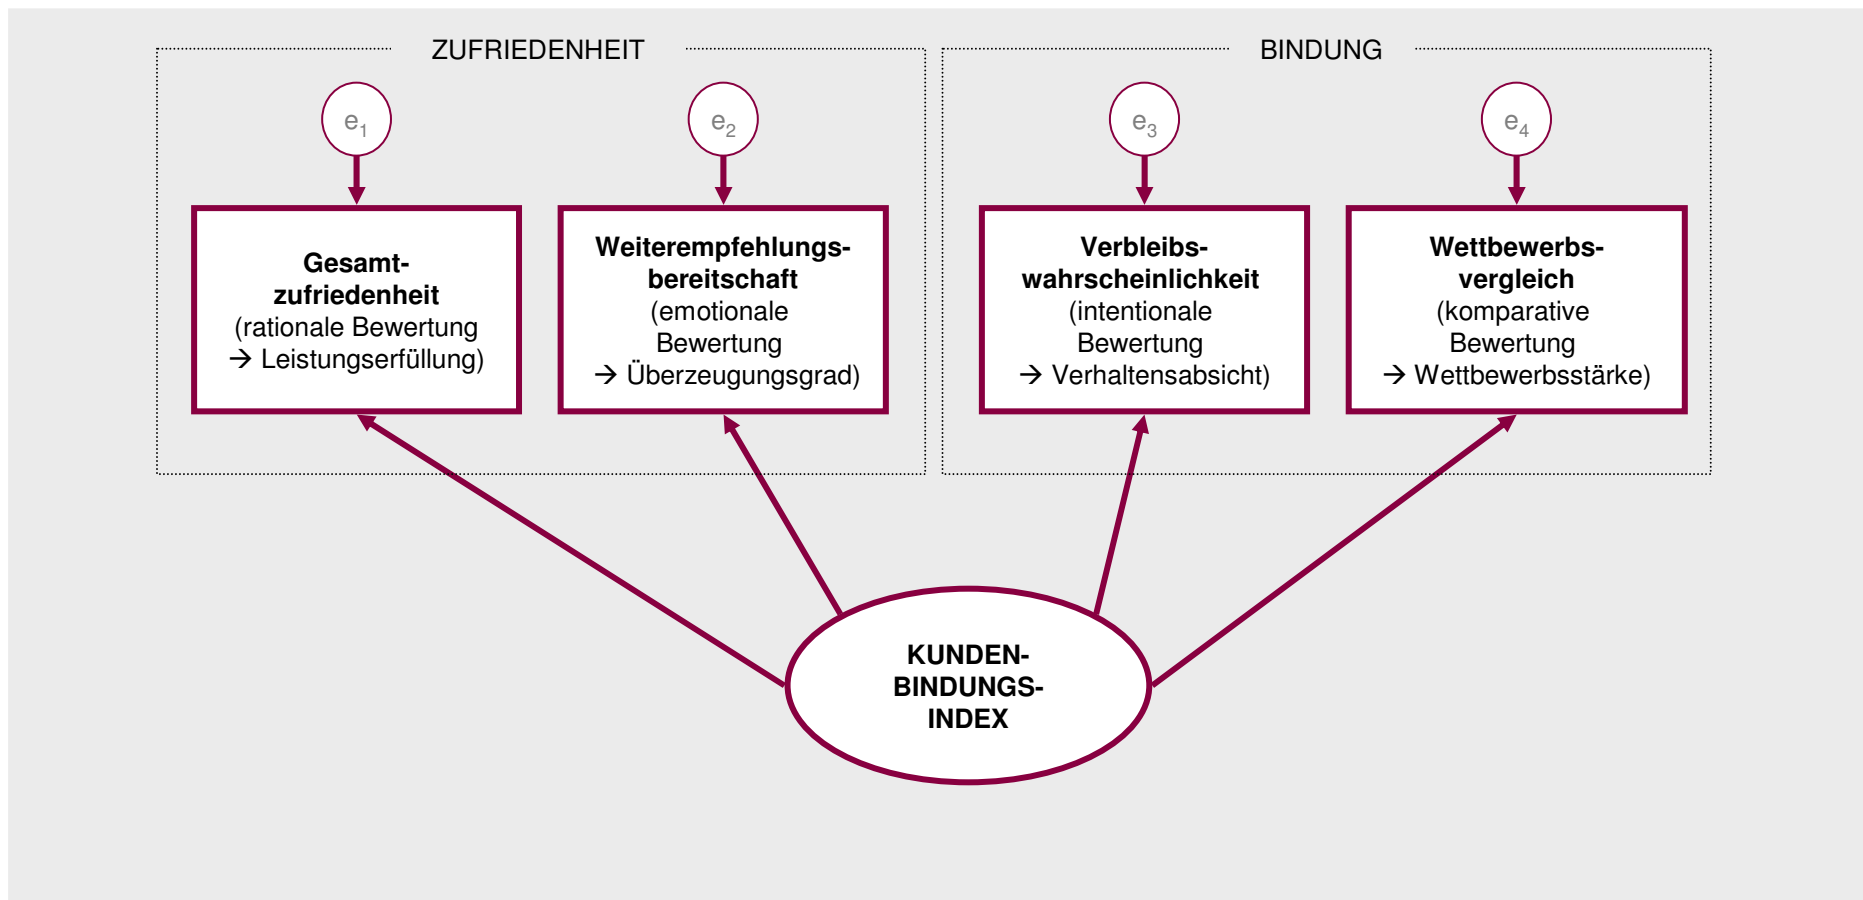 ZUFRIEDENHEIT
e1
e2
Gesamt-
zufriedenheit
(rationale Bewertung
→ Leistungserfüllung)
Weiterempfehlungs-
bereitschaft
(emotionale
Bewertung
→ Überzeugungsgrad)
BINDUNG
e3
e4
Verbleibs-
wahrscheinlichkeit
(intentionale
Bewertung
→ Verhaltensabsicht)
Wettbewerbs-
vergleich
(komparative
Bewertung
→ Wettbewerbsstärke)
KUNDEN-
BINDUNGS-
INDEX